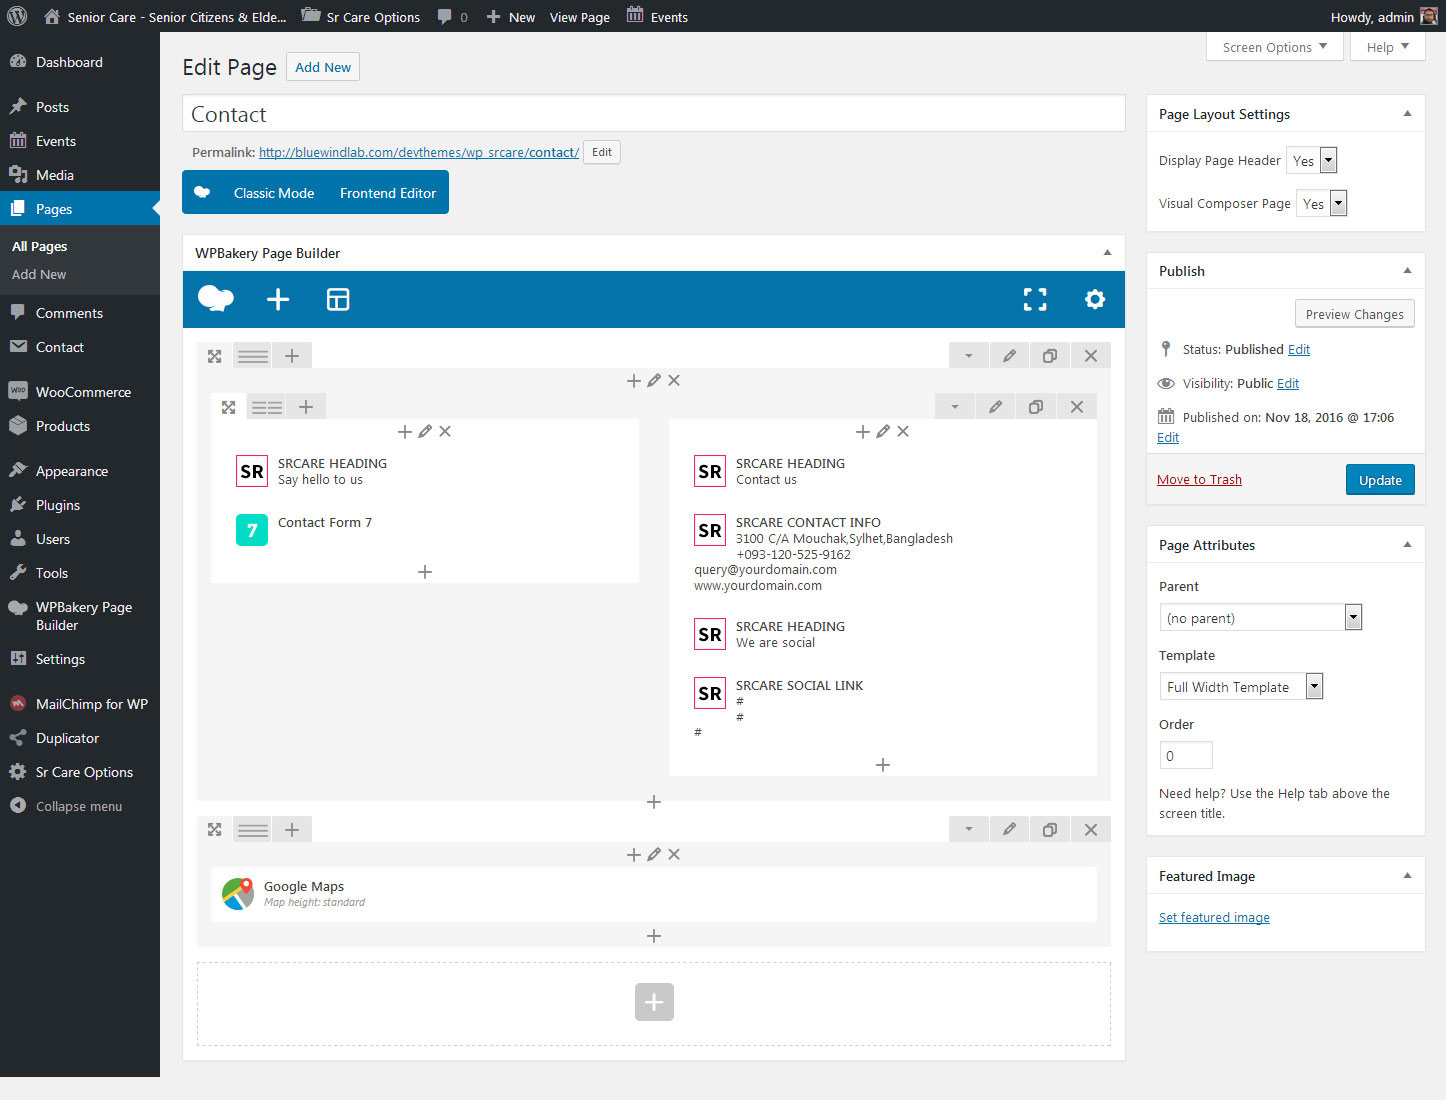 Senior Care - Senior Citizens & Elde...
Sr Care Options
0
New
View Page
Events
Howdy, admin
Dashboard
Posts
Events
Media
Pages
All Pages
Add New
Comments
Contact
WooCommerce
Products
Appearance
Plugins
Users
Tools
WPBakery Page
Builder
Settings
MailChimp for WP
Duplicator
Sr Care Options
Collapse menu
Screen Options
Help
Edit Page
Add New
Contact
Permalink: http://bluewindlab.com/devthemes/wp_srcare/contact/
Edit
Classic Mode
Frontend Editor
WPBakery Page Builder
SR
SRCARE HEADING
Say hello to us
7
Contact Form 7
SR
SRCARE HEADING
Contact us
SR
SRCARE CONTACT INFO
3100 C/A Mouchak,Sylhet,Bangladesh
+093-120-525-9162
query@yourdomain.com
www.yourdomain.com
SR
SRCARE HEADING
We are social
SR
SRCARE SOCIAL LINK
#
#
#
Google Maps
Map height: standard
Page Layout Settings
Display Page Header Yes
Visual Composer Page Yes
Publish
Preview Changes
Status: Published Edit
Visibility: Public Edit
Published on: Nov 18, 2016 @ 17:06
Edit
Move to Trash
Update
Page Attributes
Parent
(no parent)
Template
Full Width Template
Order
0
Need help? Use the Help tab above the
screen title.
Featured Image
Set featured image